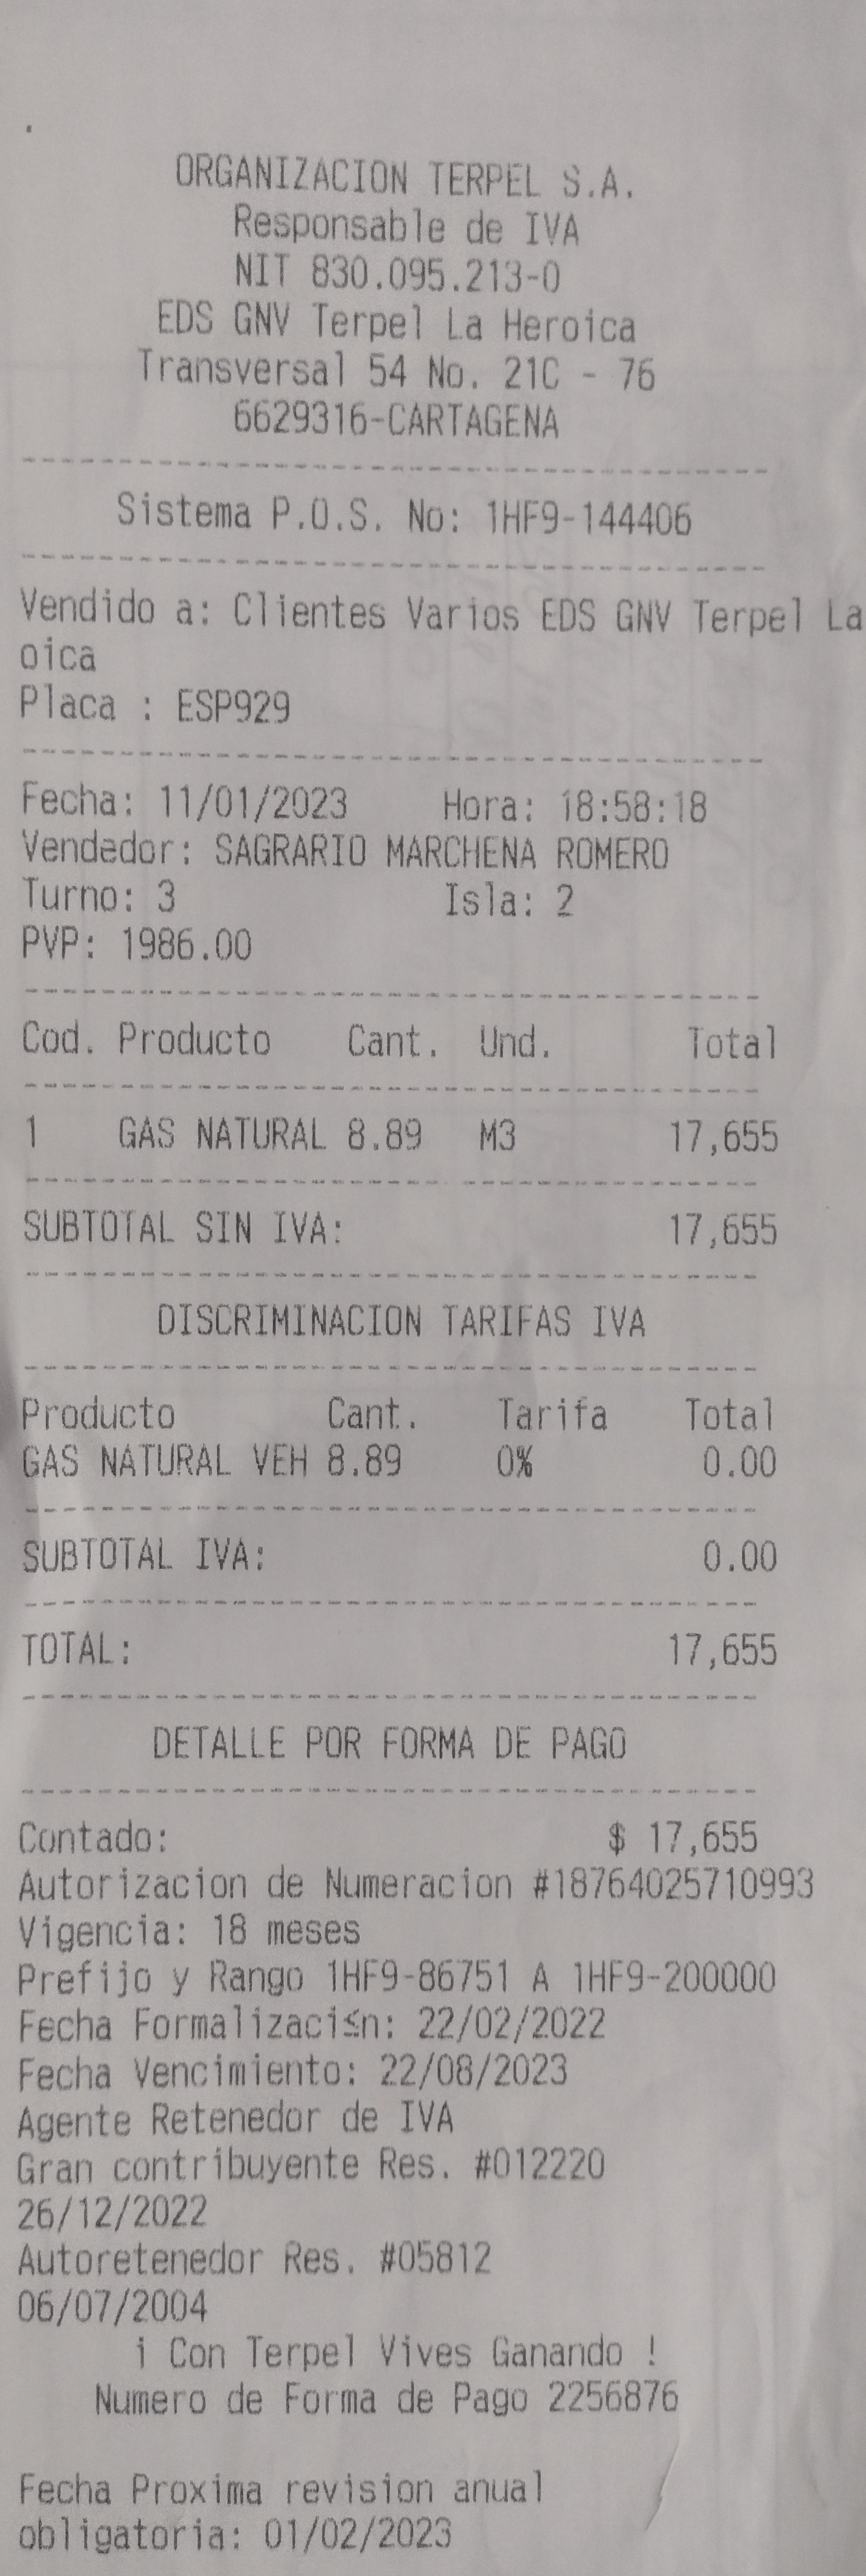 ORGANIZACION TERPEL S.A.
Responsable de IVA
NIT 830.095.213-0
EDS GNV Terpel La Heroica
Transversal 54 No. 21C - 76
6629316-CARTAGENA
Sistema P.O.S. No: 1HF9-144406
Vendido a: Clientes Varios EDS GNV Terpel La
oica
Placa : ESP929
Fecha: 11/01/2023 Hora: 18:58:18
Vendedor: SAGRARIO MARCHENA ROMERO
Turno: 3 Isla: 2
PVP: 1986.00
Cod. Producto Cant. Und. Total
1 GAS NATURAL 8.89 M3 17,655
SUBTOTAL SIN IVA: 17,655
DISCRIMINACION TARIFAS IVA
Producto Cant. Tarifa Total
GAS NATURAL VEH 8.89 0% 0.00
SUBTOTAL IVA: 0.00
TOTAL: 17,655
DETALLE POR FORMA DE PAGO
Contado: $ 17,655
Autorizacion de Numeracion #18764025710993
Vigencia: 18 meses
Prefijo y Rango 1HF9-86751 A 1HF9-200000
Fecha Formalizaci≤n: 22/02/2022
Fecha Vencimiento: 22/08/2023
Agente Retenedor de IVA
Gran contribuyente Res. #012220
26/12/2022
Autoretenedor Res. #05812
06/07/2004
¡ Con Terpel Vives Ganando !
Numero de Forma de Pago 2256876
Fecha Proxima revision anual
obligatoria: 01/02/2023